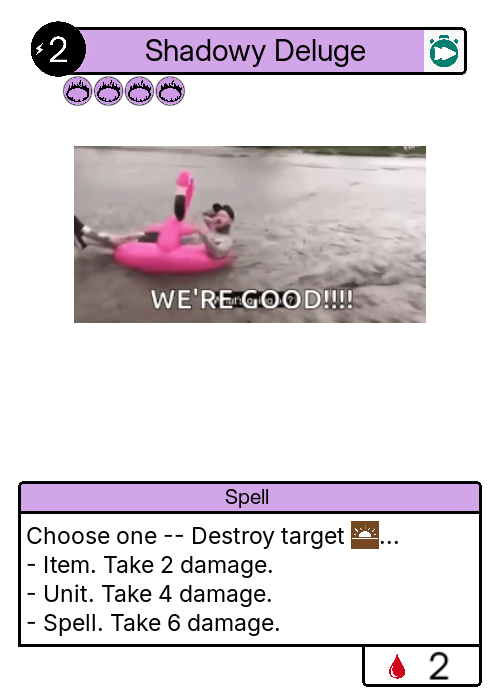 2
Shadowy Deluge
WE'RE GOOD!!!!
Spell
Choose one -- Destroy target ...
- Item. Take 2 damage.
- Unit. Take 4 damage.
- Spell. Take 6 damage.
2